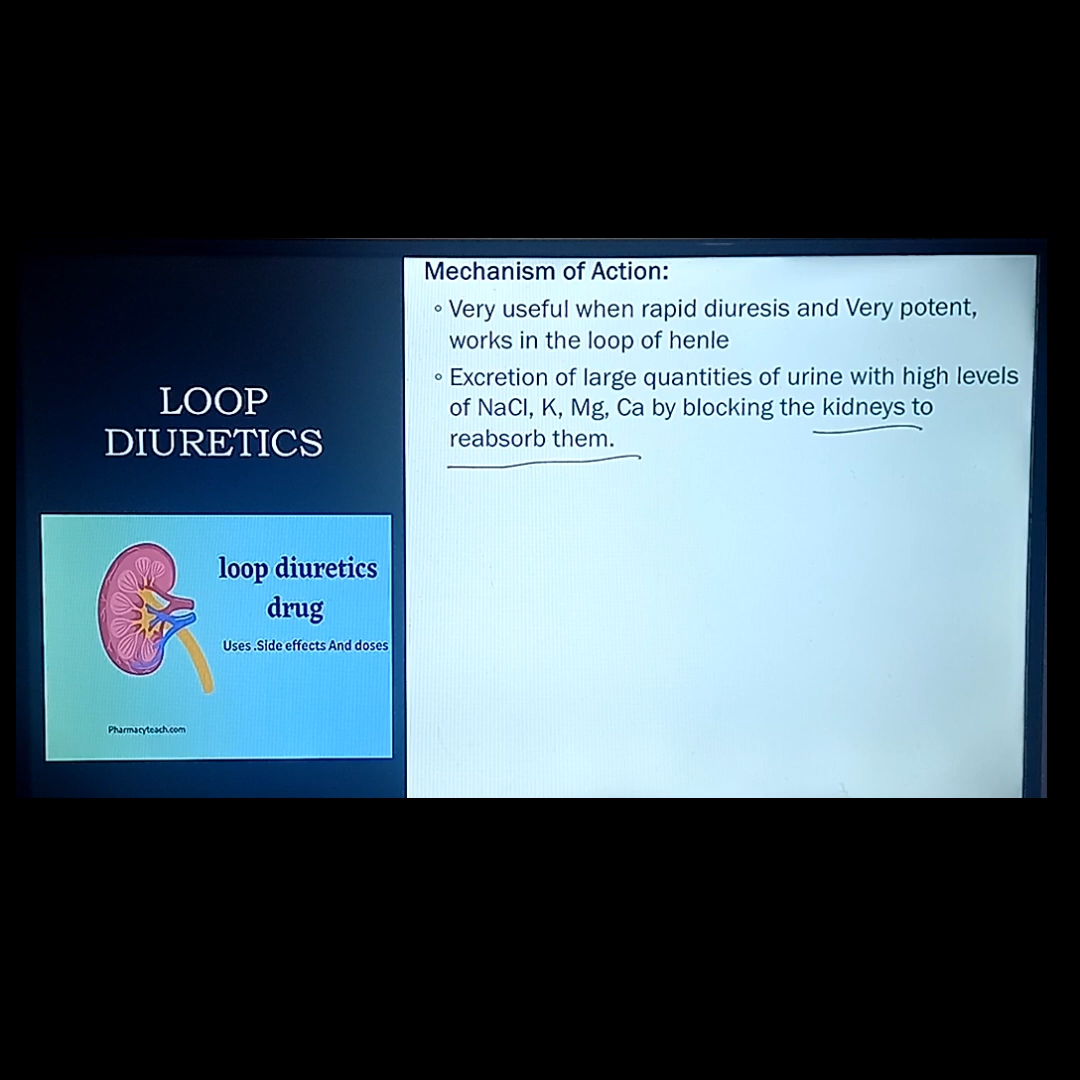 LOOP
DIURETICS
loop diuretics
drug
Uses .Side effects And doses
Pharmacyteach.com
Mechanism of Action:
◦ Very useful when rapid diuresis and Very potent,
works in the loop of henle
◦ Excretion of large quantities of urine with high levels
of NaCl, K, Mg, Ca by blocking the kidneys to
reabsorb them.